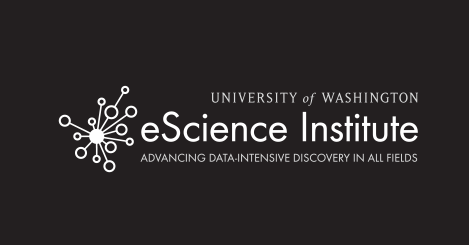 UNIVERSITY of WASHINGTON
eScience Institute
ADVANCING DATA-INTENSIVE DISCOVERY IN ALL FIELDS